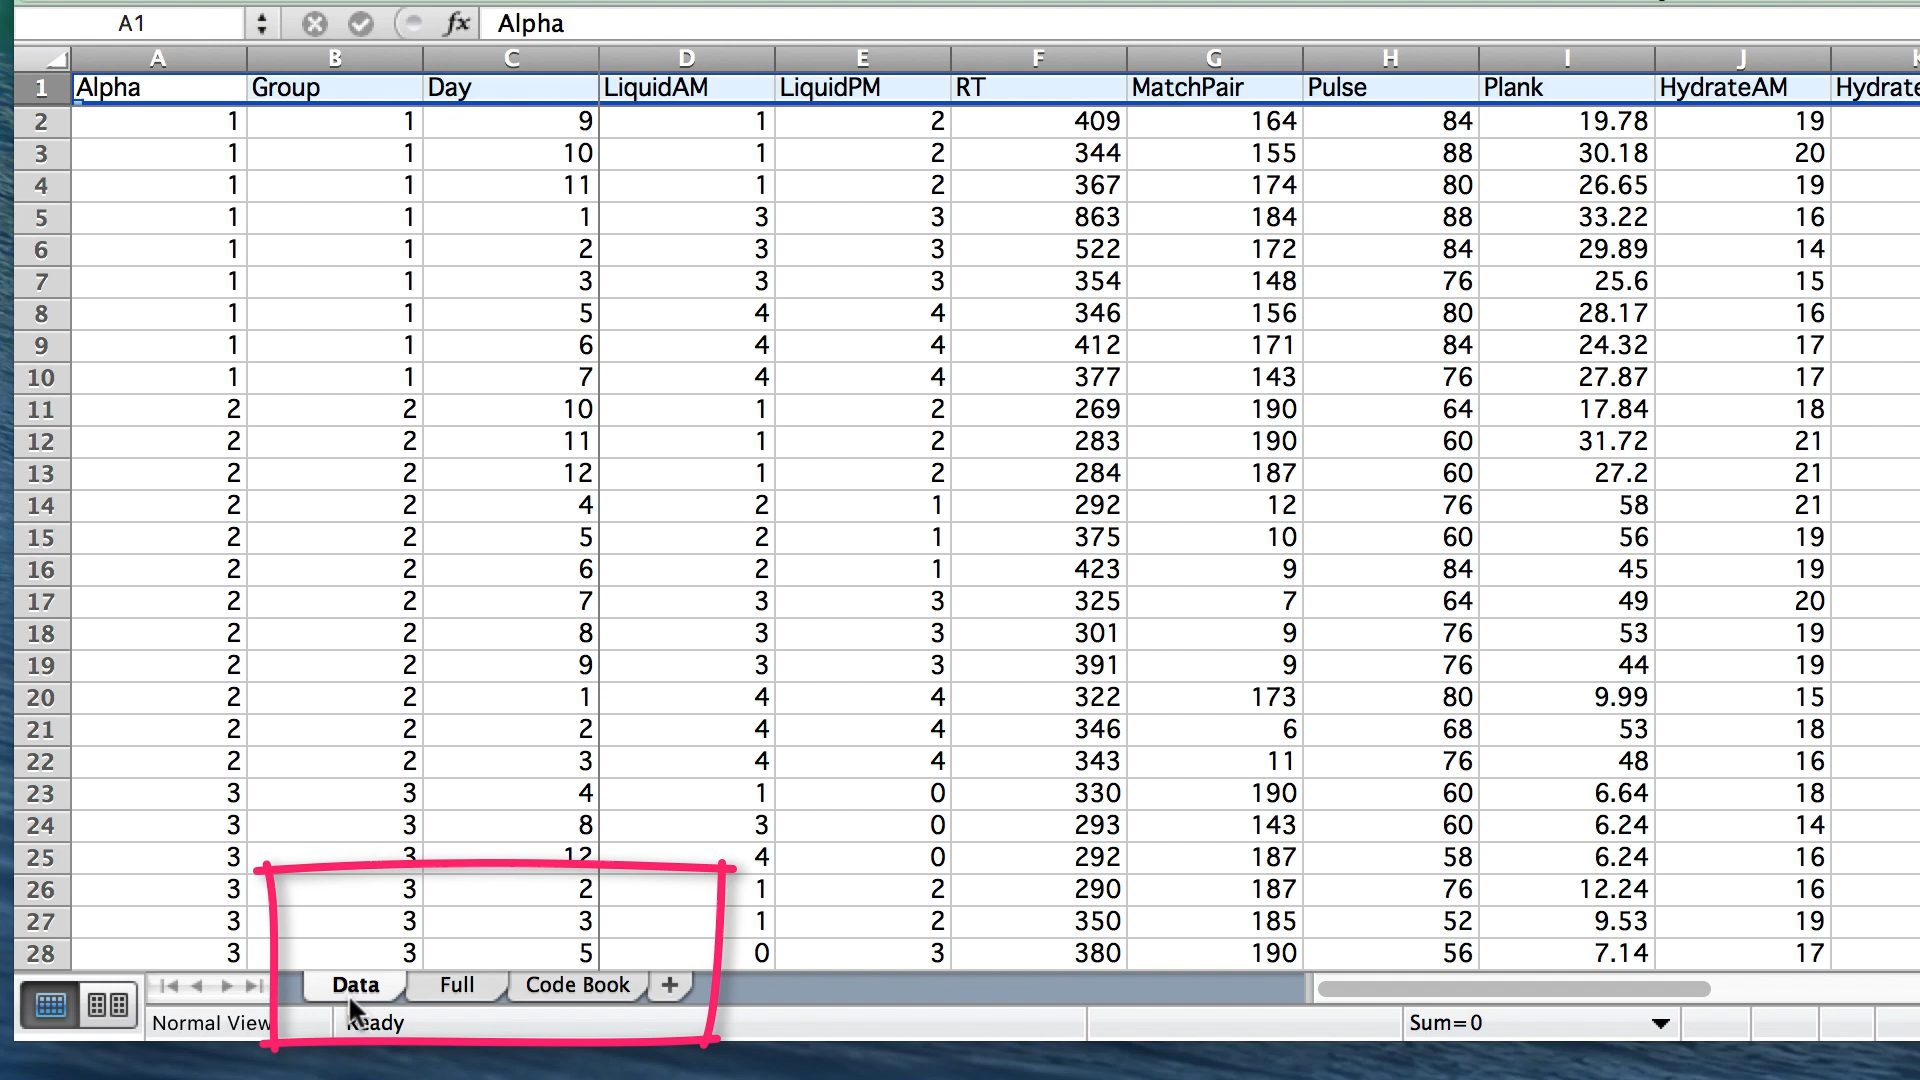 A1 fx Alpha
A B C D E F G H I J
1 Alpha Group Day LiquidAM LiquidPM RT MatchPair Pulse Plank HydrateAM Hydrate
2 1 1 9 1 2 409 164 84 19.78 19
3 1 1 10 1 2 344 155 88 30.18 20
4 1 1 11 1 2 367 174 80 26.65 19
5 1 1 1 3 3 863 184 88 33.22 16
6 1 1 2 3 3 522 172 84 29.89 14
7 1 1 3 3 3 354 148 76 25.6 15
8 1 1 5 4 4 346 156 80 28.17 16
9 1 1 6 4 4 412 171 84 24.32 17
10 1 1 7 4 4 377 143 76 27.87 17
11 2 2 10 1 2 269 190 64 17.84 18
12 2 2 11 1 2 283 190 60 31.72 21
13 2 2 12 1 2 284 187 60 27.2 21
14 2 2 4 2 1 292 12 76 58 21
15 2 2 5 2 1 375 10 60 56 19
16 2 2 6 2 1 423 9 84 45 19
17 2 2 7 3 3 325 7 64 49 20
18 2 2 8 3 3 301 9 76 53 19
19 2 2 9 3 3 391 9 76 44 19
20 2 2 1 4 4 322 173 80 9.99 15
21 2 2 2 4 4 346 6 68 53 18
22 2 2 3 4 4 343 11 76 48 16
23 3 3 4 1 0 330 190 60 6.64 18
24 3 3 8 3 0 293 143 60 6.24 14
25 3 3 12 4 0 292 187 58 6.24 16
26 3 3 2 1 2 290 187 76 12.24 16
27 3 3 3 1 2 350 185 52 9.53 19
28 3 3 5 0 3 380 190 56 7.14 17
Data Full Code Book +
Normal View Ready Sum=0